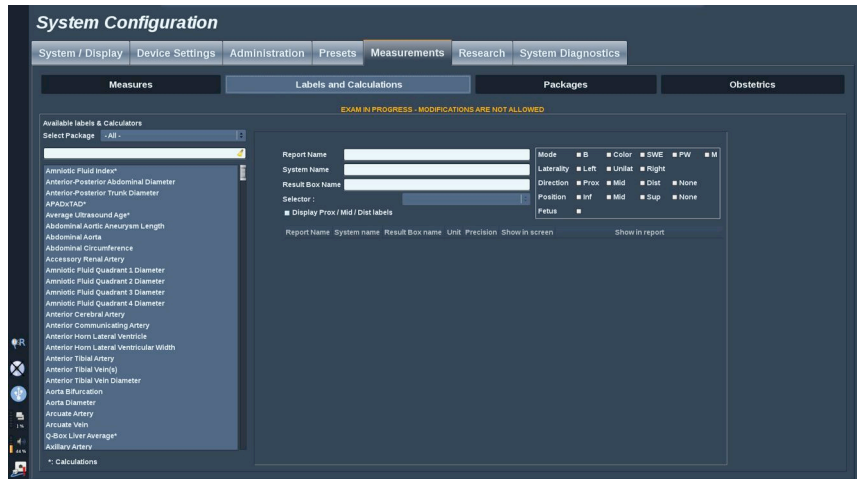 System Configuration
System / Display Device Settings Administration Presets Measurements Research System Diagnostics
Measures Labels and Calculations Packages Obstetrics
EXAM IN PROGRESS - MODIFICATIONS ARE NOT ALLOWED
Available labels & Calculators
Select Package - All -
Report Name
System Name
Result Box Name
Selector :
Display Prox / Mid / Dist labels
Mode B Color SWE PW M
Laterality Left Unilat Right
Direction Prox Mid Dist None
Position Inf Mid Sup None
Fetus
Report Name System name Result Box name Unit Precision Show in screen Show in report
Amniotic Fluid Index*
Anterior-Posterior Abdominal Diameter
Anterior-Posterior Trunk Diameter
APADxTAD*
Average Ultrasound Age*
Abdominal Aortic Aneurysm Length
Abdominal Aorta
Abdominal Circumference
Accessory Renal Artery
Amniotic Fluid Quadrant 1 Diameter
Amniotic Fluid Quadrant 2 Diameter
Amniotic Fluid Quadrant 3 Diameter
Amniotic Fluid Quadrant 4 Diameter
Anterior Cerebral Artery
Anterior Communicating Artery
Anterior Horn Lateral Ventricle
Anterior Horn Lateral Ventricular Width
Anterior Tibial Artery
Anterior Tibial Vein(s)
Anterior Tibial Vein Diameter
Aorta Bifurcation
Aorta Diameter
Arcuate Artery
Arcuate Vein
Q-Box Liver Average*
Axillary Artery
*: Calculations
R
1 %
44 %